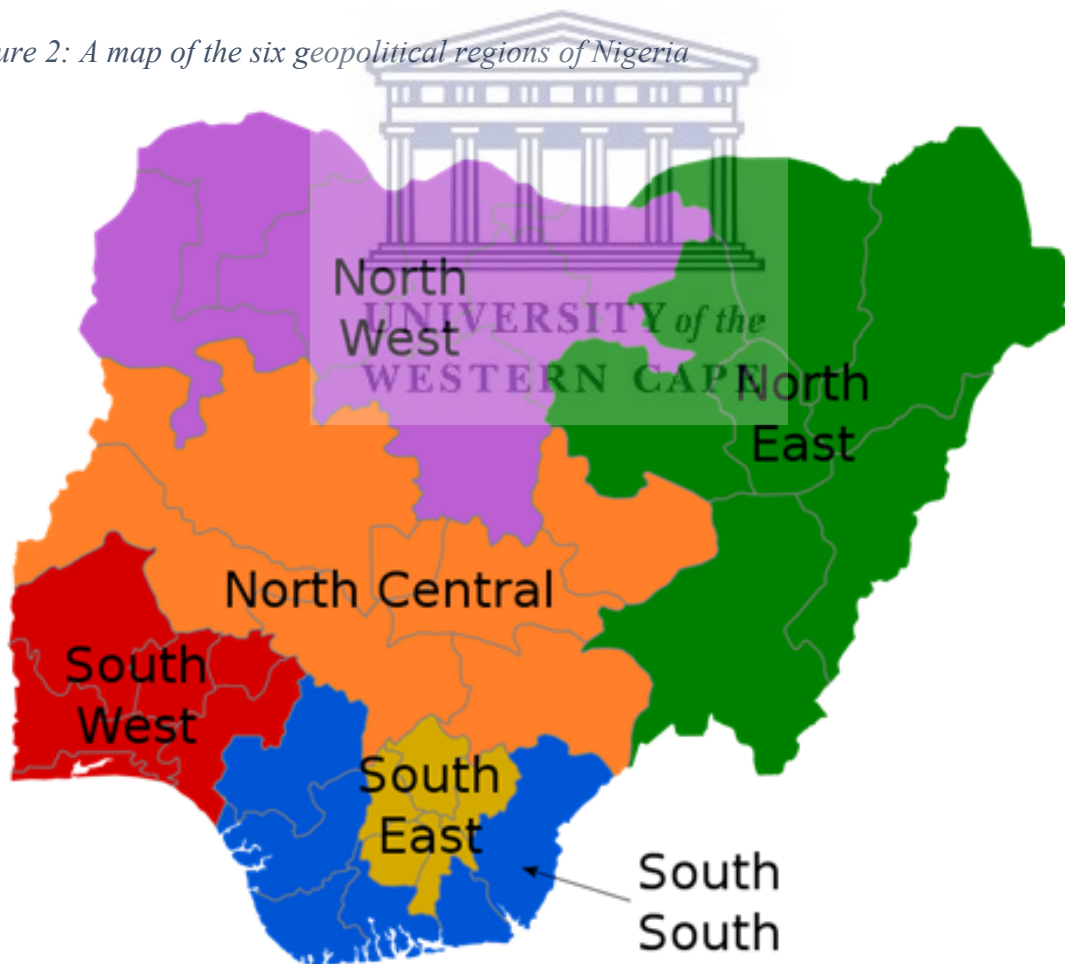 ure 2: A map of the six geopolitical regions of Nigeria
North
West
UNIVERSITY of the
WESTERN CAPE
North
East
North Central
South
West
South
East
South
South